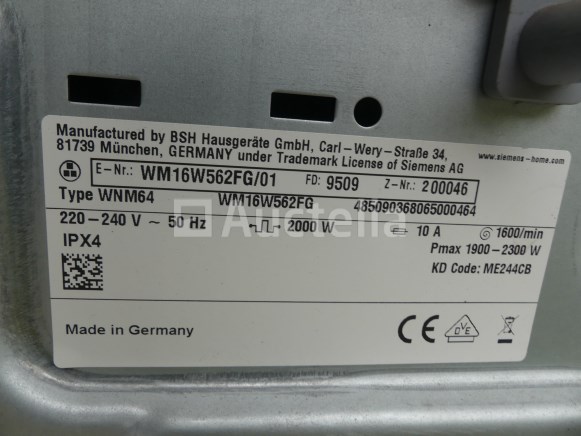 Manufactured by BSH Hausgeräte GmbH, Carl-Wery-Straße 34,
81739 München, GERMANY under Trademark License of Siemens AG
www.siemens-home.com
E-Nr.: WM16W562FG/01 FD: 9509 Z-Nr.: 200046
Type WNM64 WM16W562FG 485090368065000464
220-240 V ~ 50 Hz 2000 W 10 A 1600/min
IPX4 Pmax 1900-2300 W
KD Code: ME244CB
Made in Germany CE DVE
Auctelia